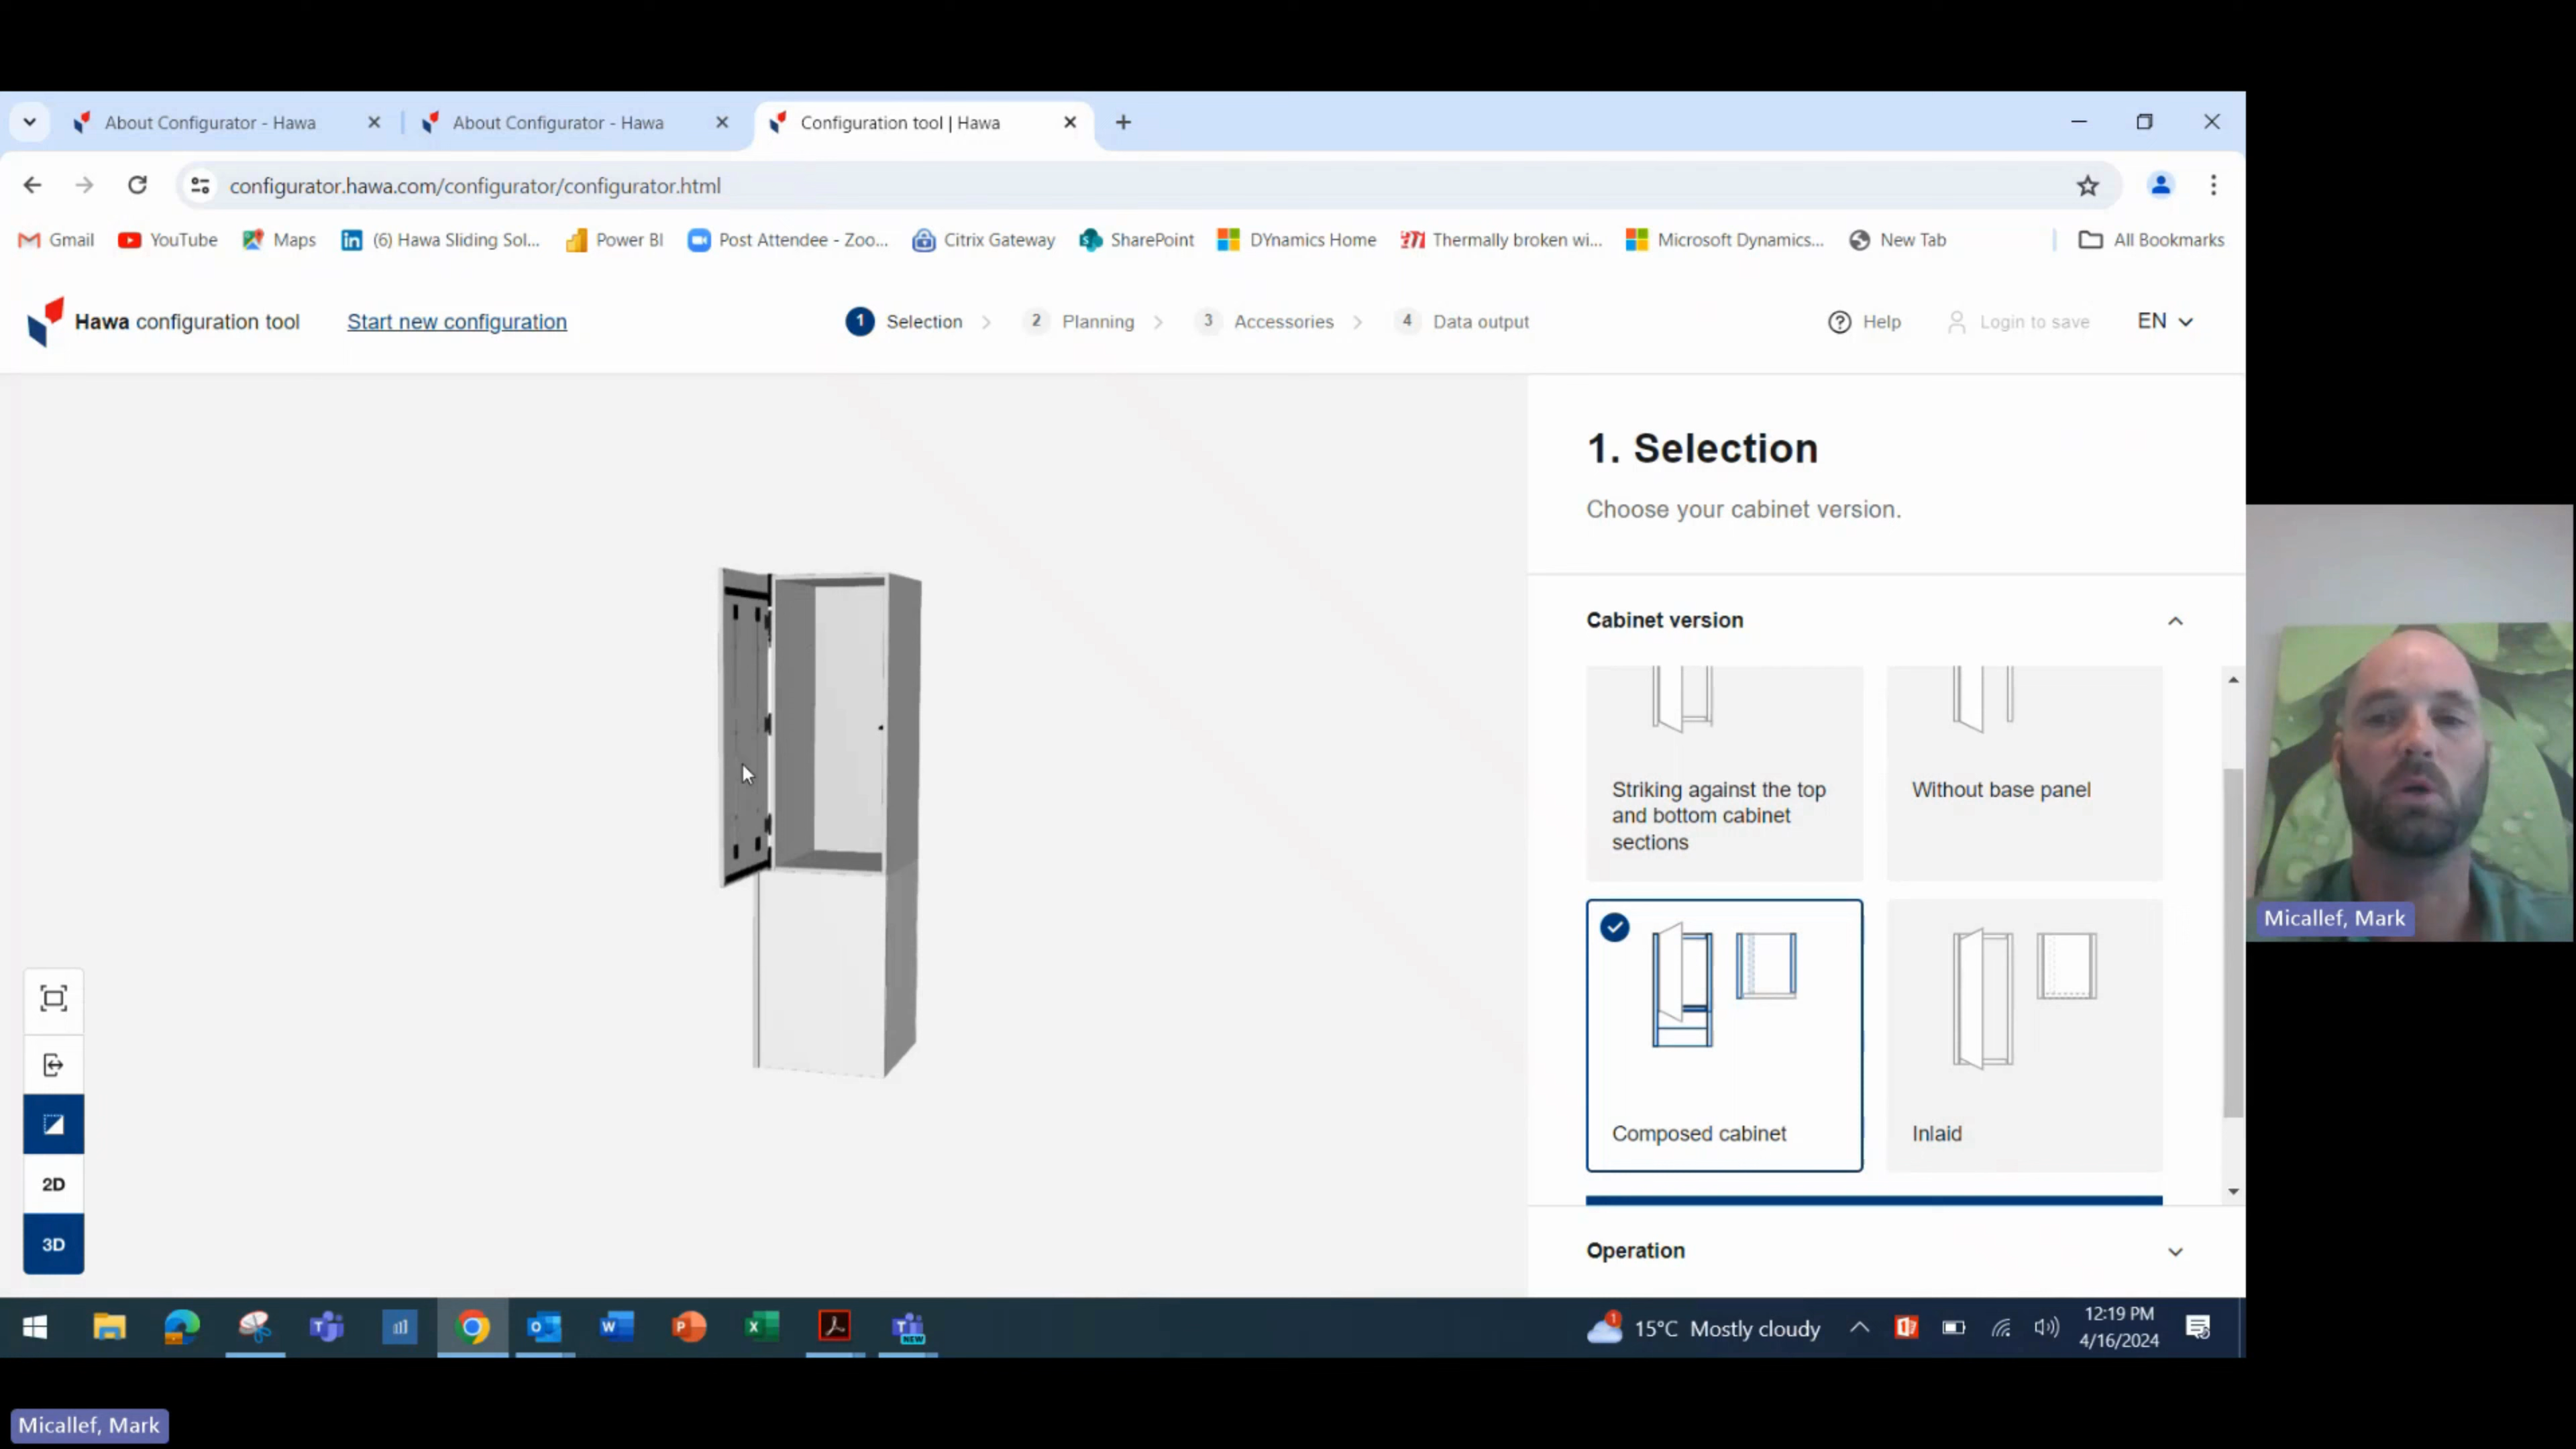 About Configurator - Hawa
About Configurator - Hawa
Configuration tool | Hawa
configurator.hawa.com/configurator/configurator.html
Gmail
YouTube
Maps
(6) Hawa Sliding Sol...
Power BI
Post Attendee - Zoo...
Citrix Gateway
SharePoint
DYnamics Home
Thermally broken wi...
Microsoft Dynamics...
New Tab
All Bookmarks
Hawa configuration tool
Start new configuration
1 Selection
2 Planning
3 Accessories
4 Data output
Help
Login to save
EN
1. Selection
Choose your cabinet version.
Cabinet version
Striking against the top
and bottom cabinet
sections
Without base panel
Composed cabinet
Inlaid
Operation
2D
3D
Micallef, Mark
NEW
1
15°C Mostly cloudy
12:19 PM
4/16/2024
Micallef, Mark